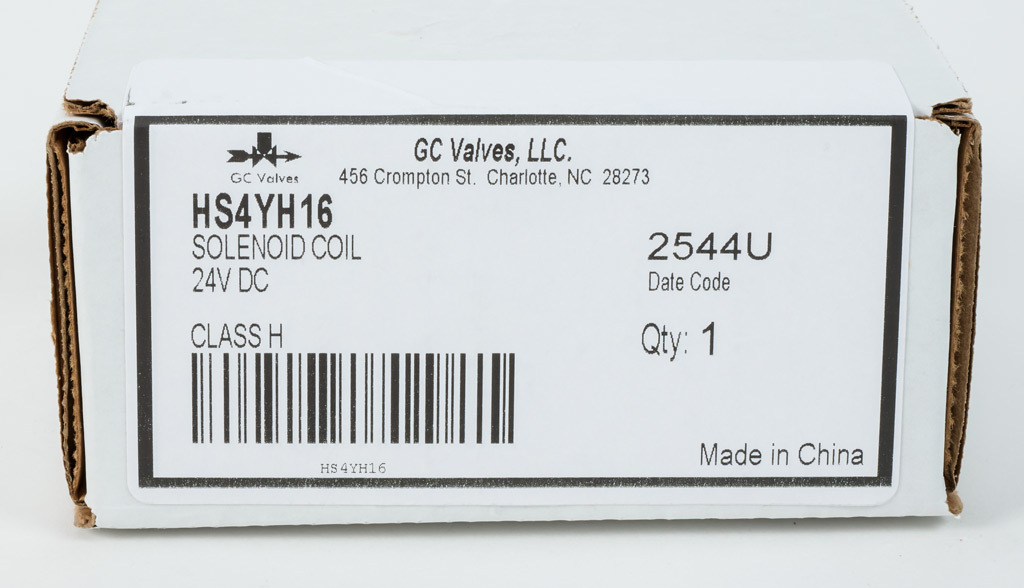 GC Valves
GC Valves, LLC.
456 Crompton St. Charlotte, NC 28273
HS4YH16
SOLENOID COIL
24V DC
2544U
Date Code
CLASS H
Qty: 1
HS4YH16
Made in China